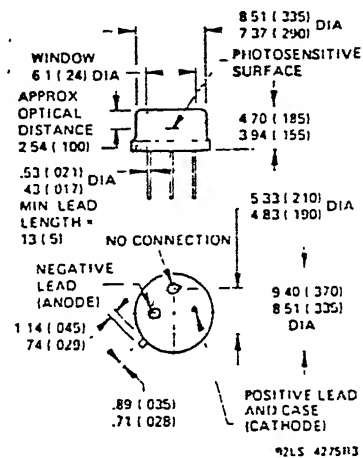 8.51 (.335)
7.37 (.290) DIA
WINDOW
6.1 (.24) DIA
PHOTOSENSITIVE
SURFACE
APPROX
OPTICAL
DISTANCE
2.54 (.100)
4.70 (.185)
3.94 (.155)
.53 (.021)
.43 (.017) DIA
MIN LEAD
LENGTH =
13 (.5)
5.33 (.210)
4.83 (.190)
NO CONNECTION
NEGATIVE
LEAD
(ANODE)
9.40 (.370)
8.51 (.335)
DIA
1.14 (.045)
.74 (.029)
.89 (.035)
.71 (.028)
POSITIVE LEAD
AND CASE
(CATHODE)
92LS 4275R3